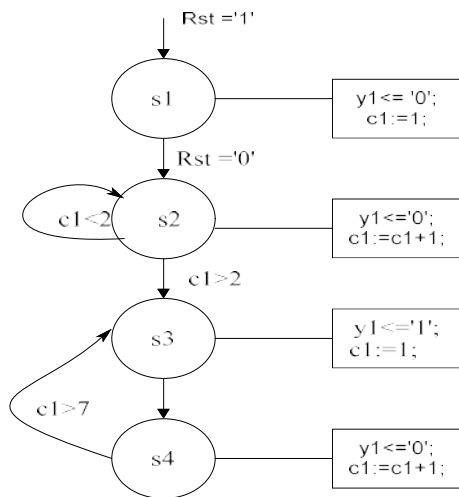 Rst ='1'
s1
y1<= '0';
c1:=1;
Rst ='0'
c1<2
s2
y1<='0';
c1:=c1+1;
c1>2
s3
y1<='1';
c1:=1;
c1>7
s4
y1<='0';
c1:=c1+1;